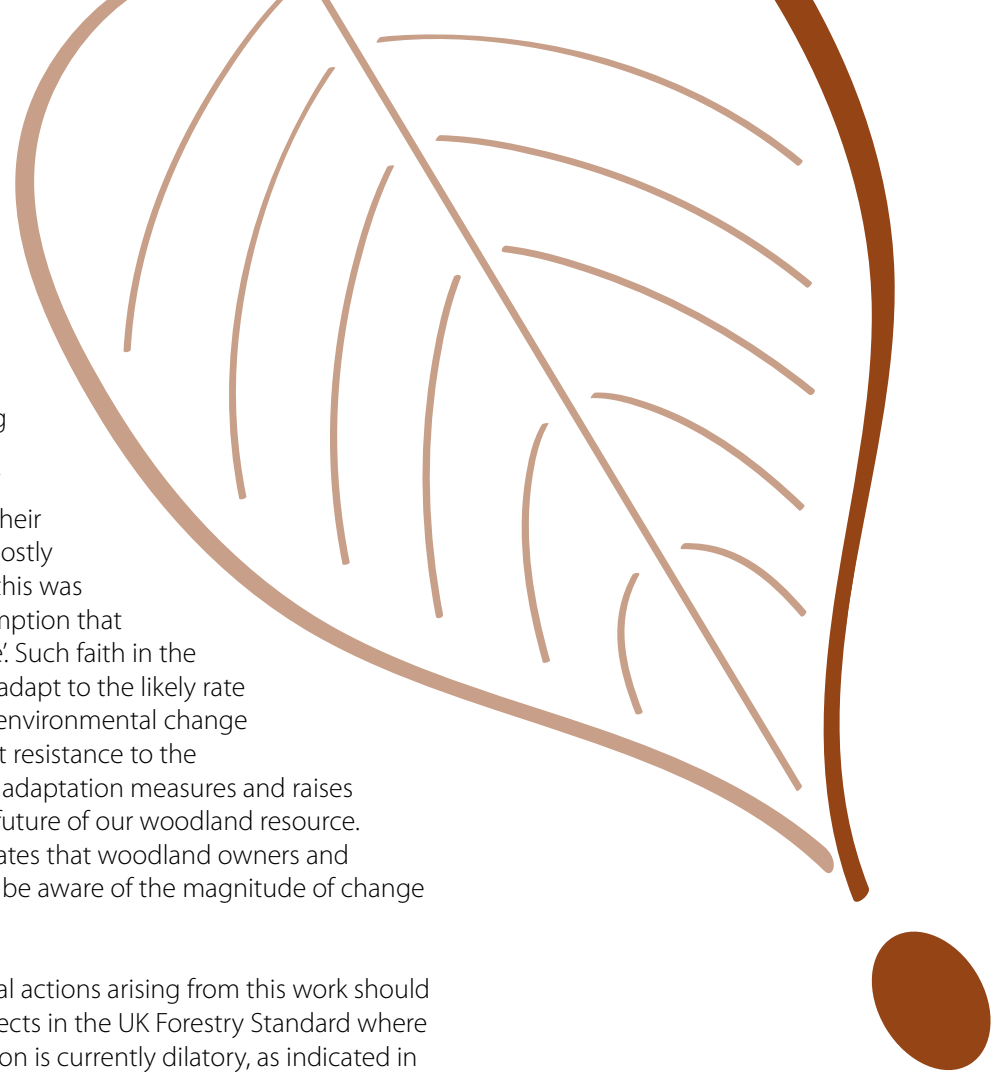 g
heir
ostly
this was
mption that
e’. Such faith in the
adapt to the likely rate
environmental change
t resistance to the
adaptation measures and raises
future of our woodland resource.
ates that woodland owners and
be aware of the magnitude of change
al actions arising from this work should
ects in the UK Forestry Standard where
on is currently dilatory, as indicated in